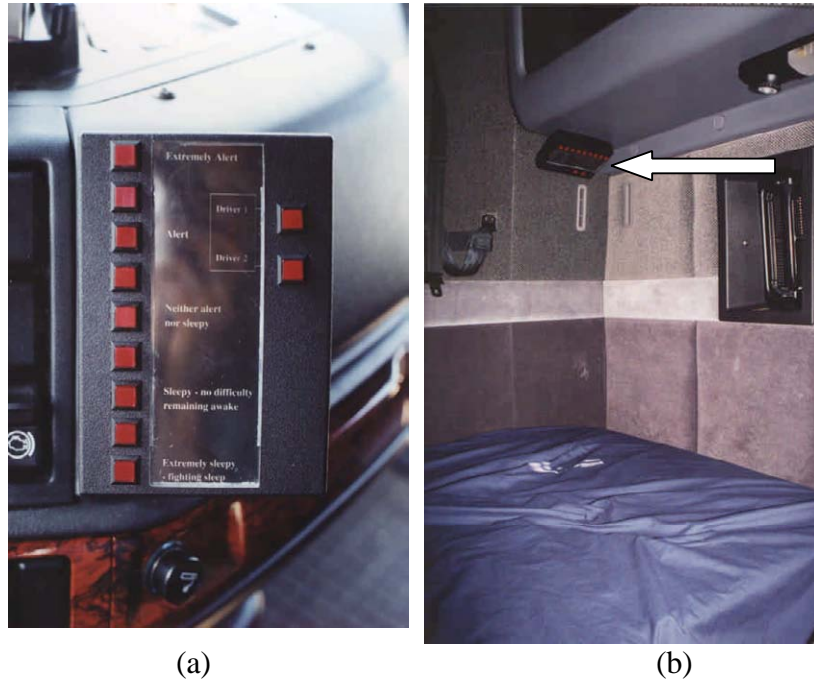 Extremely Alert
Driver 1
Alert
Driver 2
Neither alert
nor sleepy
Sleepy - no difficulty
remaining awake
Extremely sleepy
- fighting sleep
(a)
(b)